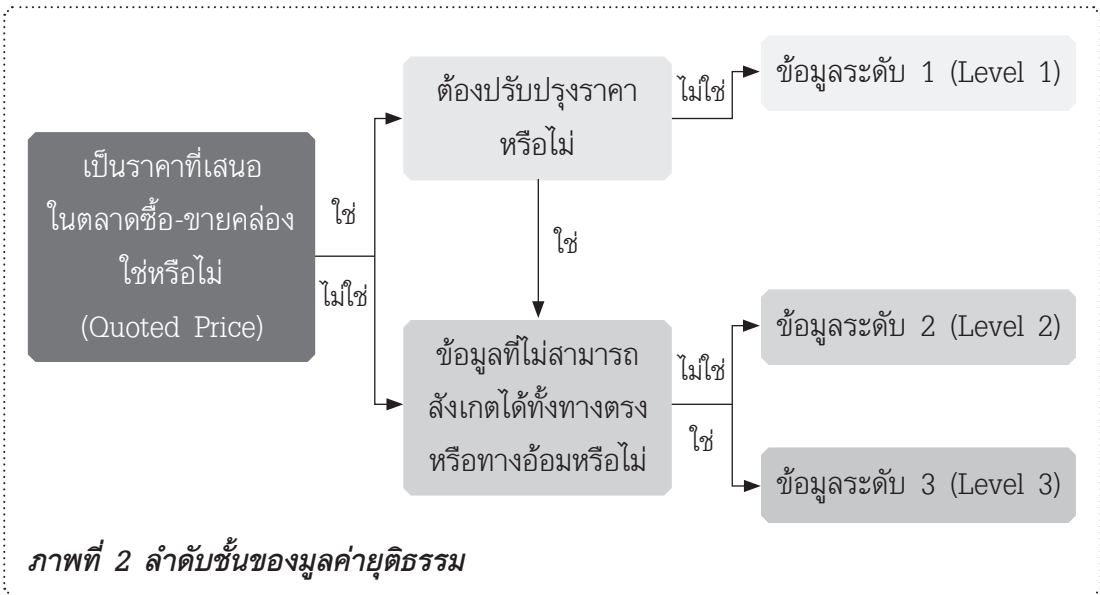 เป็นราคาที่เสนอ
ในตลาดซื้อ-ขายคล่อง
ใช่หรือไม่
(Quoted Price)
ใช่
ไม่ใช่
ต้องปรับปรุงราคา
หรือไม่
ไม่ใช่
ข้อมูลระดับ 1 (Level 1)
ใช่
ข้อมูลที่ไม่สามารถ
สังเกตได้ทั้งทางตรง
หรือทางอ้อมหรือไม่
ไม่ใช่
ข้อมูลระดับ 2 (Level 2)
ใช่
ข้อมูลระดับ 3 (Level 3)
ภาพที่ 2 ลำดับชั้นของมูลค่ายุติธรรม